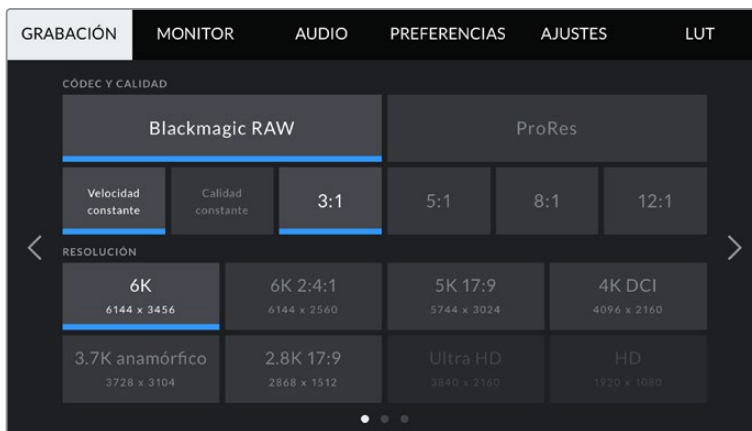 GRABACIÓN MONITOR AUDIO PREFERENCIAS AJUSTES LUT
CÓDEC Y CALIDAD
Blackmagic RAW ProRes
Velocidad constante Calidad constante 3:1 5:1 8:1 12:1
RESOLUCIÓN
6K 6K 2:4:1 5K 17:9 4K DCI
6144 x 3456 6144 x 2560 5744 x 3024 4096 x 2160
3.7K anamórfico 2.8K 17:9 Ultra HD HD
3728 x 3104 2868 x 1512 3840 x 2160 1920 x 1080